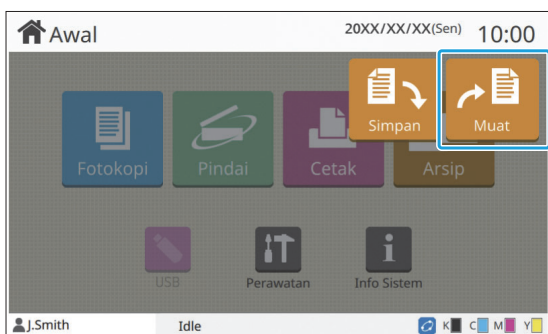 Awal
20XX/XX/XX(Sen) 10:00
Simpan Muat
Fotokopi Pindai Cetak Arsip
USB Perawatan Info Sistem
J.Smith Idle K C M Y